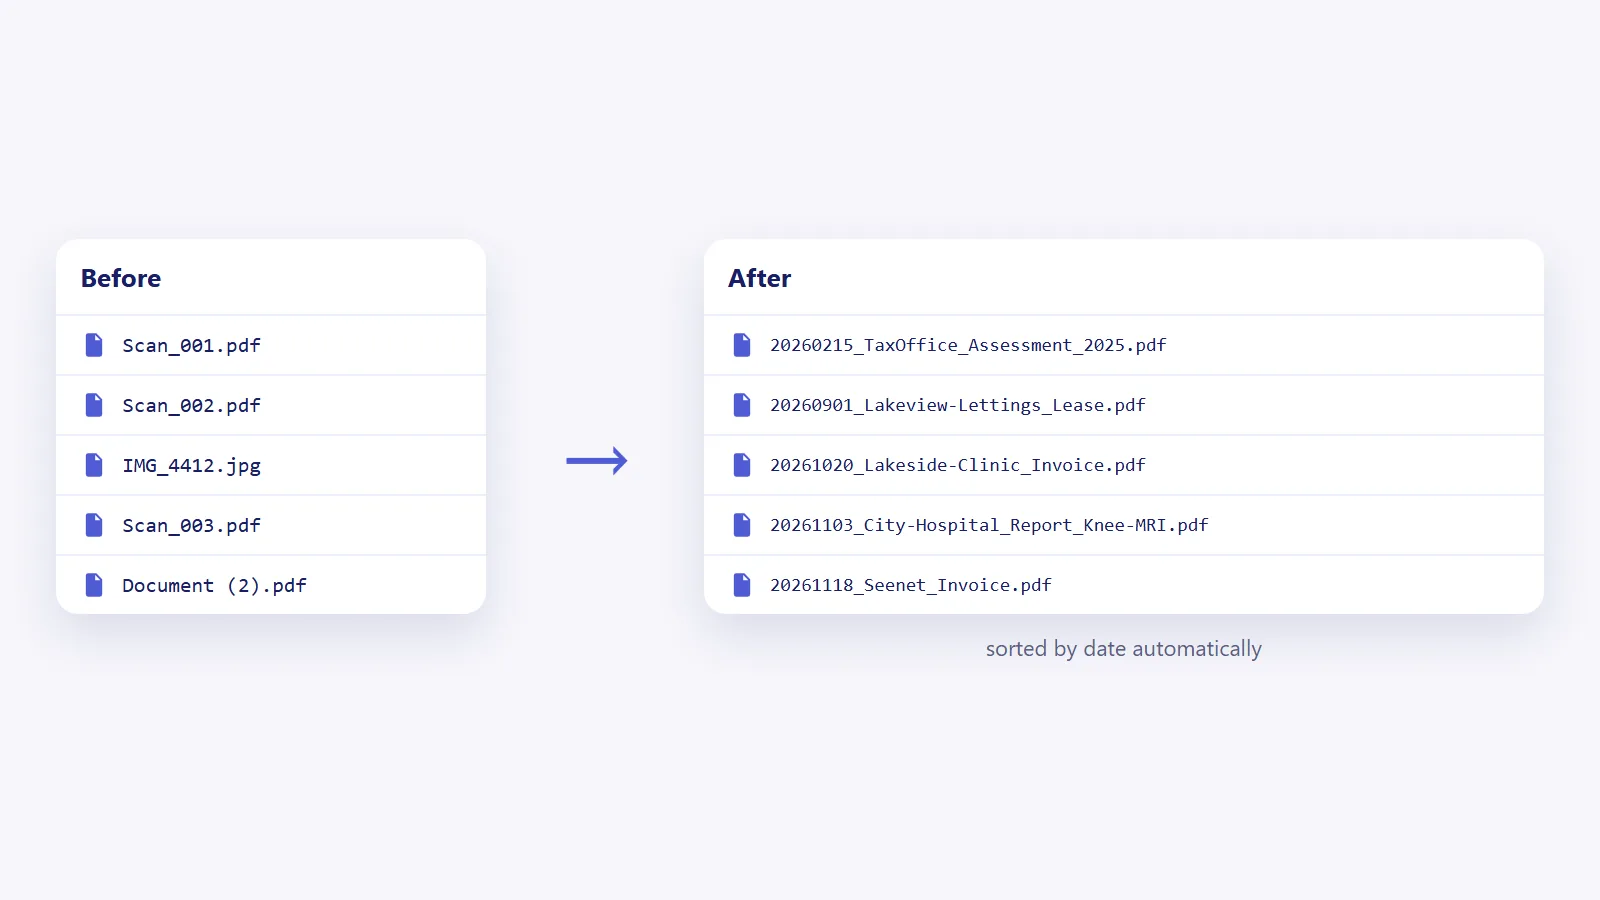 Before
Scan_001.pdf
Scan_002.pdf
IMG_4412.jpg
Scan_003.pdf
Document (2).pdf
After
20260215_TaxOffice_Assessment_2025.pdf
20260901_Lakeview-Lettings_Lease.pdf
20261020_Lakeside-Clinic_Invoice.pdf
20261103_City-Hospital_Report_Knee-MRI.pdf
20261118_Seenet_Invoice.pdf
sorted by date automatically